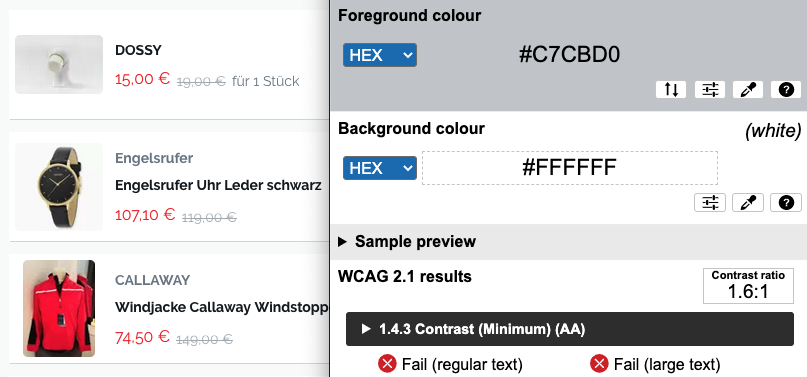 DOSSY
15,00 € 19,00 € für 1 Stück
Engelsrufer
Engelsrufer Uhr Leder schwarz
107,10 € 119,00 €
CALLAWAY
Windjacke Callaway Windstopp
74,50 € 149,00 €
Foreground colour
HEX #C7CBD0
Background colour (white)
HEX #FFFFFF
Sample preview
WCAG 2.1 results
Contrast ratio
1.6:1
1.4.3 Contrast (Minimum) (AA)
Fail (regular text) Fail (large text)